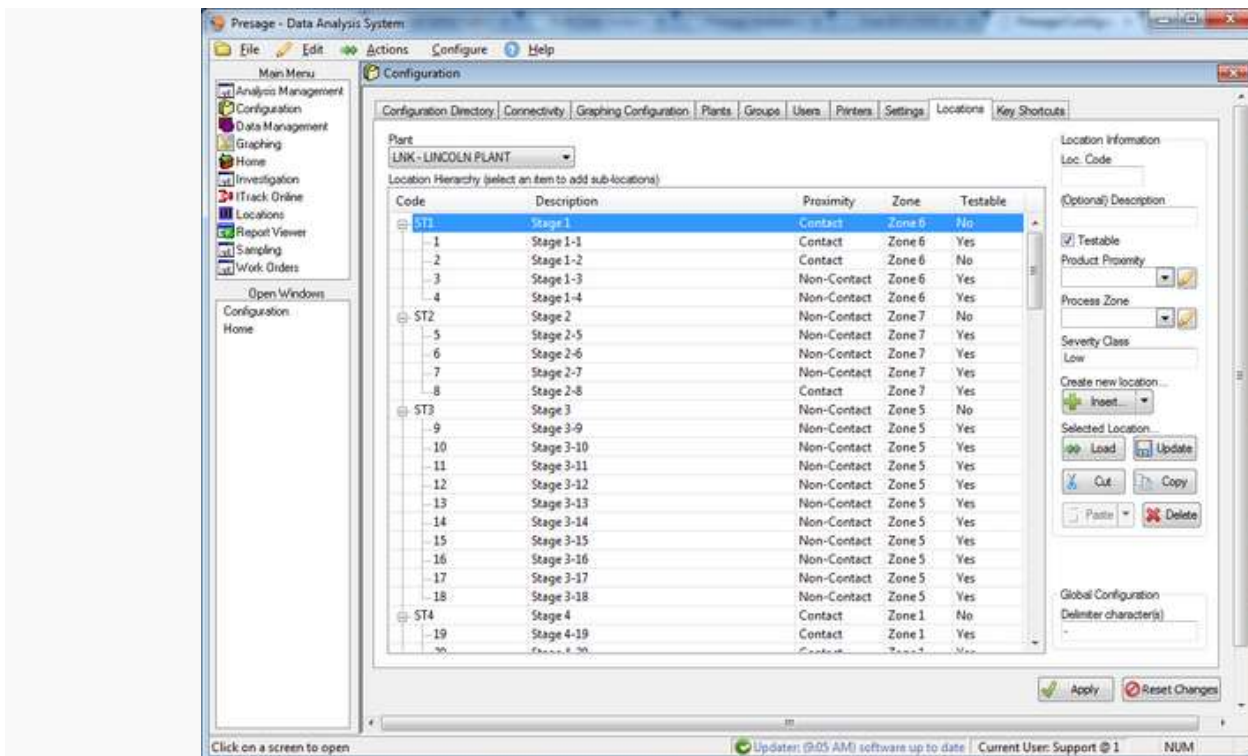 Presage - Data Analysis System
File Edit Actions Configure Help
Main Menu
Analysis Management
Configuration
Data Management
Graphing
Home
Investigation
ITrack Online
Locations
Report Viewer
Sampling
Work Orders
Open Windows
Configuration
Home
Configuration
Configuration Directory Connectivity Graphing Configuration Plants Groups Users Printers Settings Locations Key Shortcuts
Plant
LNK - LINCOLN PLANT
Location Hierarchy (select an item to add sub-locations)
Code Description Proximity Zone Testable
ST1 Stage 1 Contact Zone 6 No
1 Stage 1-1 Contact Zone 6 Yes
2 Stage 1-2 Contact Zone 6 No
3 Stage 1-3 Non-Contact Zone 6 Yes
4 Stage 1-4 Non-Contact Zone 6 Yes
ST2 Stage 2 Non-Contact Zone 7 No
5 Stage 2-5 Non-Contact Zone 7 Yes
6 Stage 2-6 Non-Contact Zone 7 Yes
7 Stage 2-7 Non-Contact Zone 7 Yes
8 Stage 2-8 Contact Zone 7 Yes
ST3 Stage 3 Non-Contact Zone 5 No
9 Stage 3-9 Non-Contact Zone 5 Yes
10 Stage 3-10 Non-Contact Zone 5 Yes
11 Stage 3-11 Non-Contact Zone 5 Yes
12 Stage 3-12 Non-Contact Zone 5 Yes
13 Stage 3-13 Non-Contact Zone 5 Yes
14 Stage 3-14 Non-Contact Zone 5 Yes
15 Stage 3-15 Non-Contact Zone 5 Yes
16 Stage 3-16 Non-Contact Zone 5 Yes
17 Stage 3-17 Non-Contact Zone 5 Yes
18 Stage 3-18 Non-Contact Zone 5 Yes
ST4 Stage 4 Contact Zone 1 No
19 Stage 4-19 Contact Zone 1 Yes
Location Information
Loc. Code
(Optional) Description
Testable
Product Proximity
Process Zone
Severity Class
Low
Create new location...
Insert...
Selected Location...
Load Update
Cut Copy
Paste Delete
Global Configuration
Delimiter character(s)
-
Apply Reset Changes
Click on a screen to open
Updater: (9:05 AM) software up to date
Current User: Support @ 1
NUM